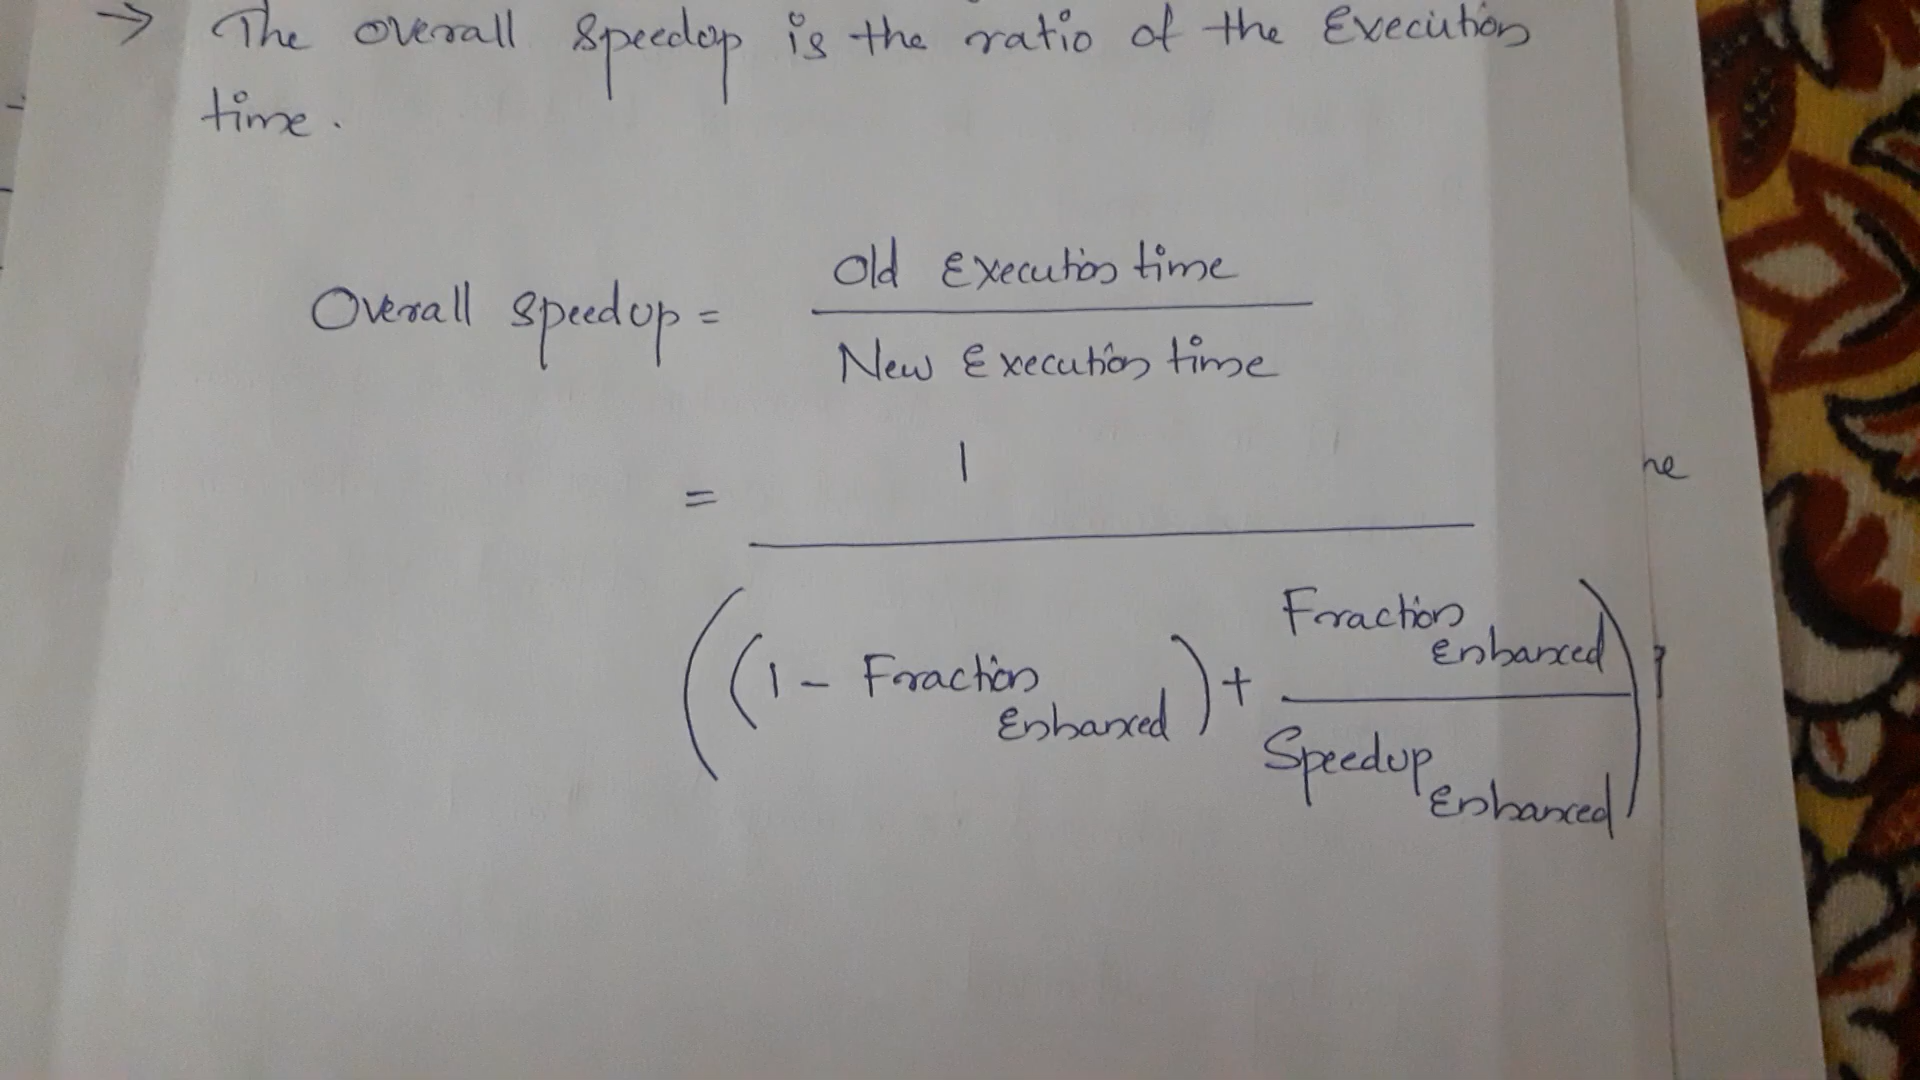 → The overall speedup is the ratio of the Execution
time.
Overall speedup = Old Execution time
New Execution time
= 1
((1 - Fraction Enhanced) + Fraction Enhanced
Speedup Enhanced)
he